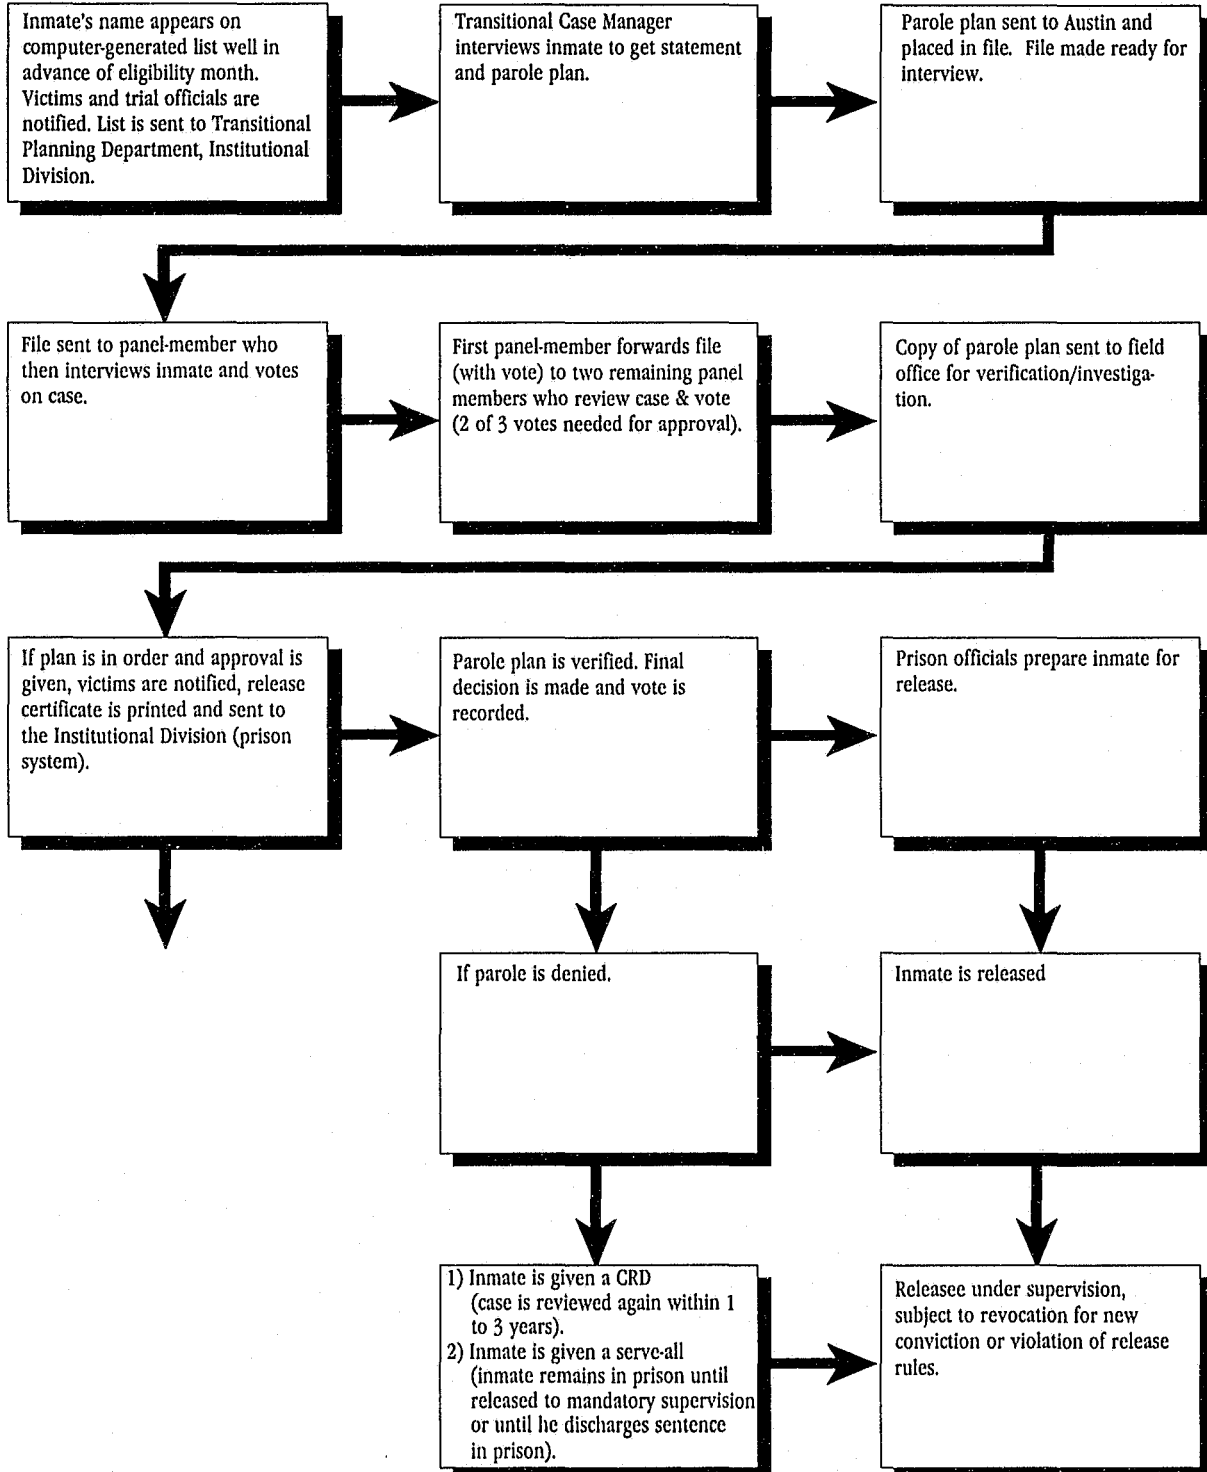 Inmate's name appears on
computer-generated list well in
advance of eligibility month.
Victims and trial officials are
notified. List is sent to Transitional
Planning Department, Institutional
Division.
Transitional Case Manager
interviews inmate to get statement
and parole plan.
Parole plan sent to Austin and
placed in file. File made ready for
interview.
File sent to panel-member who
then interviews inmate and votes
on case.
First panel-member forwards file
(with vote) to two remaining panel
members who review case & vote
(2 of 3 votes needed for approval).
Copy of parole plan sent to field
office for verification/investiga-
tion.
If plan is in order and approval is
given, victims are notified, release
certificate is printed and sent to
the Institutional Division (prison
system).
Parole plan is verified. Final
decision is made and vote is
recorded.
Prison officials prepare inmate for
release.
If parole is denied.
Inmate is released
1) Inmate is given a CRD
(case is reviewed again within 1
to 3 years).
2) Inmate is given a serve-all
(inmate remains in prison until
released to mandatory supervision
or until he discharges sentence
in prison).
Releasee under supervision,
subject to revocation for new
conviction or violation of release
rules.